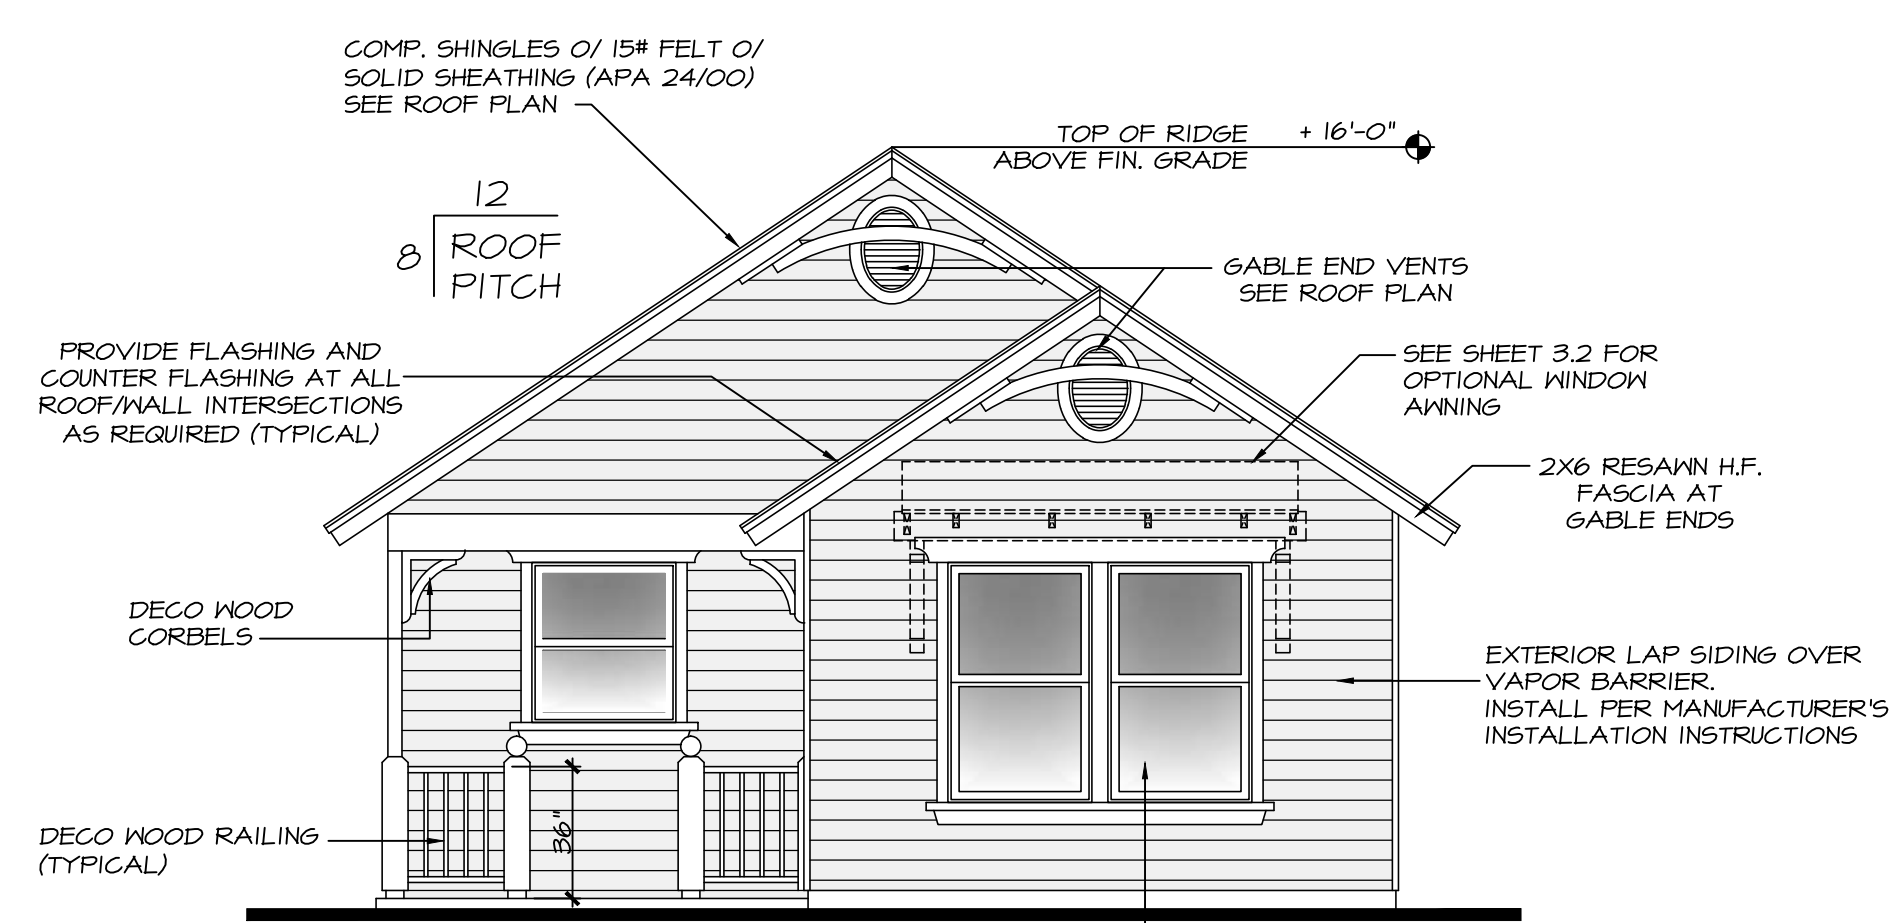 COMP. SHINGLES O/ 15# FELT O/
SOLID SHEATHING (APA 24/00)
SEE ROOF PLAN
TOP OF RIDGE + 16'-0"
ABOVE FIN. GRADE
12
8 ROOF
PITCH
GABLE END VENTS
SEE ROOF PLAN
PROVIDE FLASHING AND
COUNTER FLASHING AT ALL
ROOF/WALL INTERSECTIONS
AS REQUIRED (TYPICAL)
SEE SHEET 3.2 FOR
OPTIONAL WINDOW
AWNING
2X6 RESAWN H.F.
FASCIA AT
GABLE ENDS
DECO WOOD
CORBELS
EXTERIOR LAP SIDING OVER
VAPOR BARRIER.
INSTALL PER MANUFACTURER'S
INSTALLATION INSTRUCTIONS
DECO WOOD RAILING
(TYPICAL)
36"